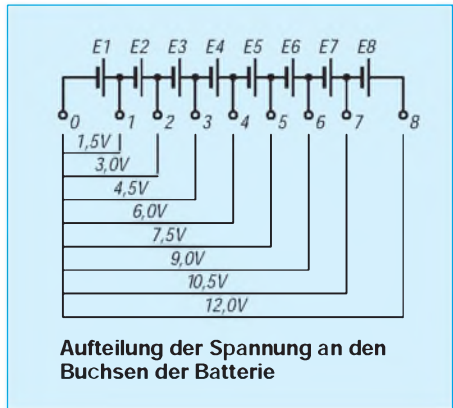 E1 E2 E3 E4 E5 E6 E7 E8
0 1 2 3 4 5 6 7 8
1,5V
3,0V
4,5V
6,0V
7,5V
9,0V
10,5V
12,0V
Aufteilung der Spannung an den
Buchsen der Batterie